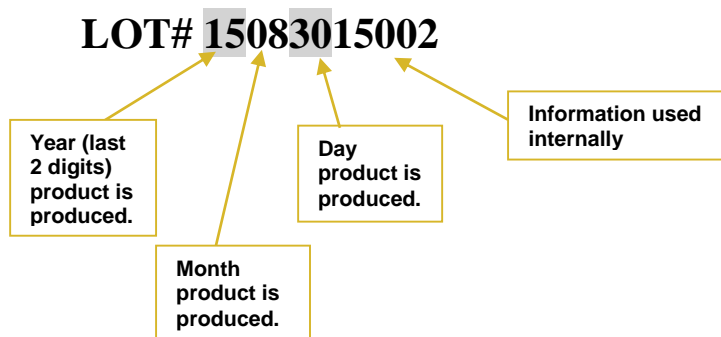 LOT# 15083015002
Year (last
2 digits)
product is
produced.
Month
product is
produced.
Day
product is
produced.
Information used
internally